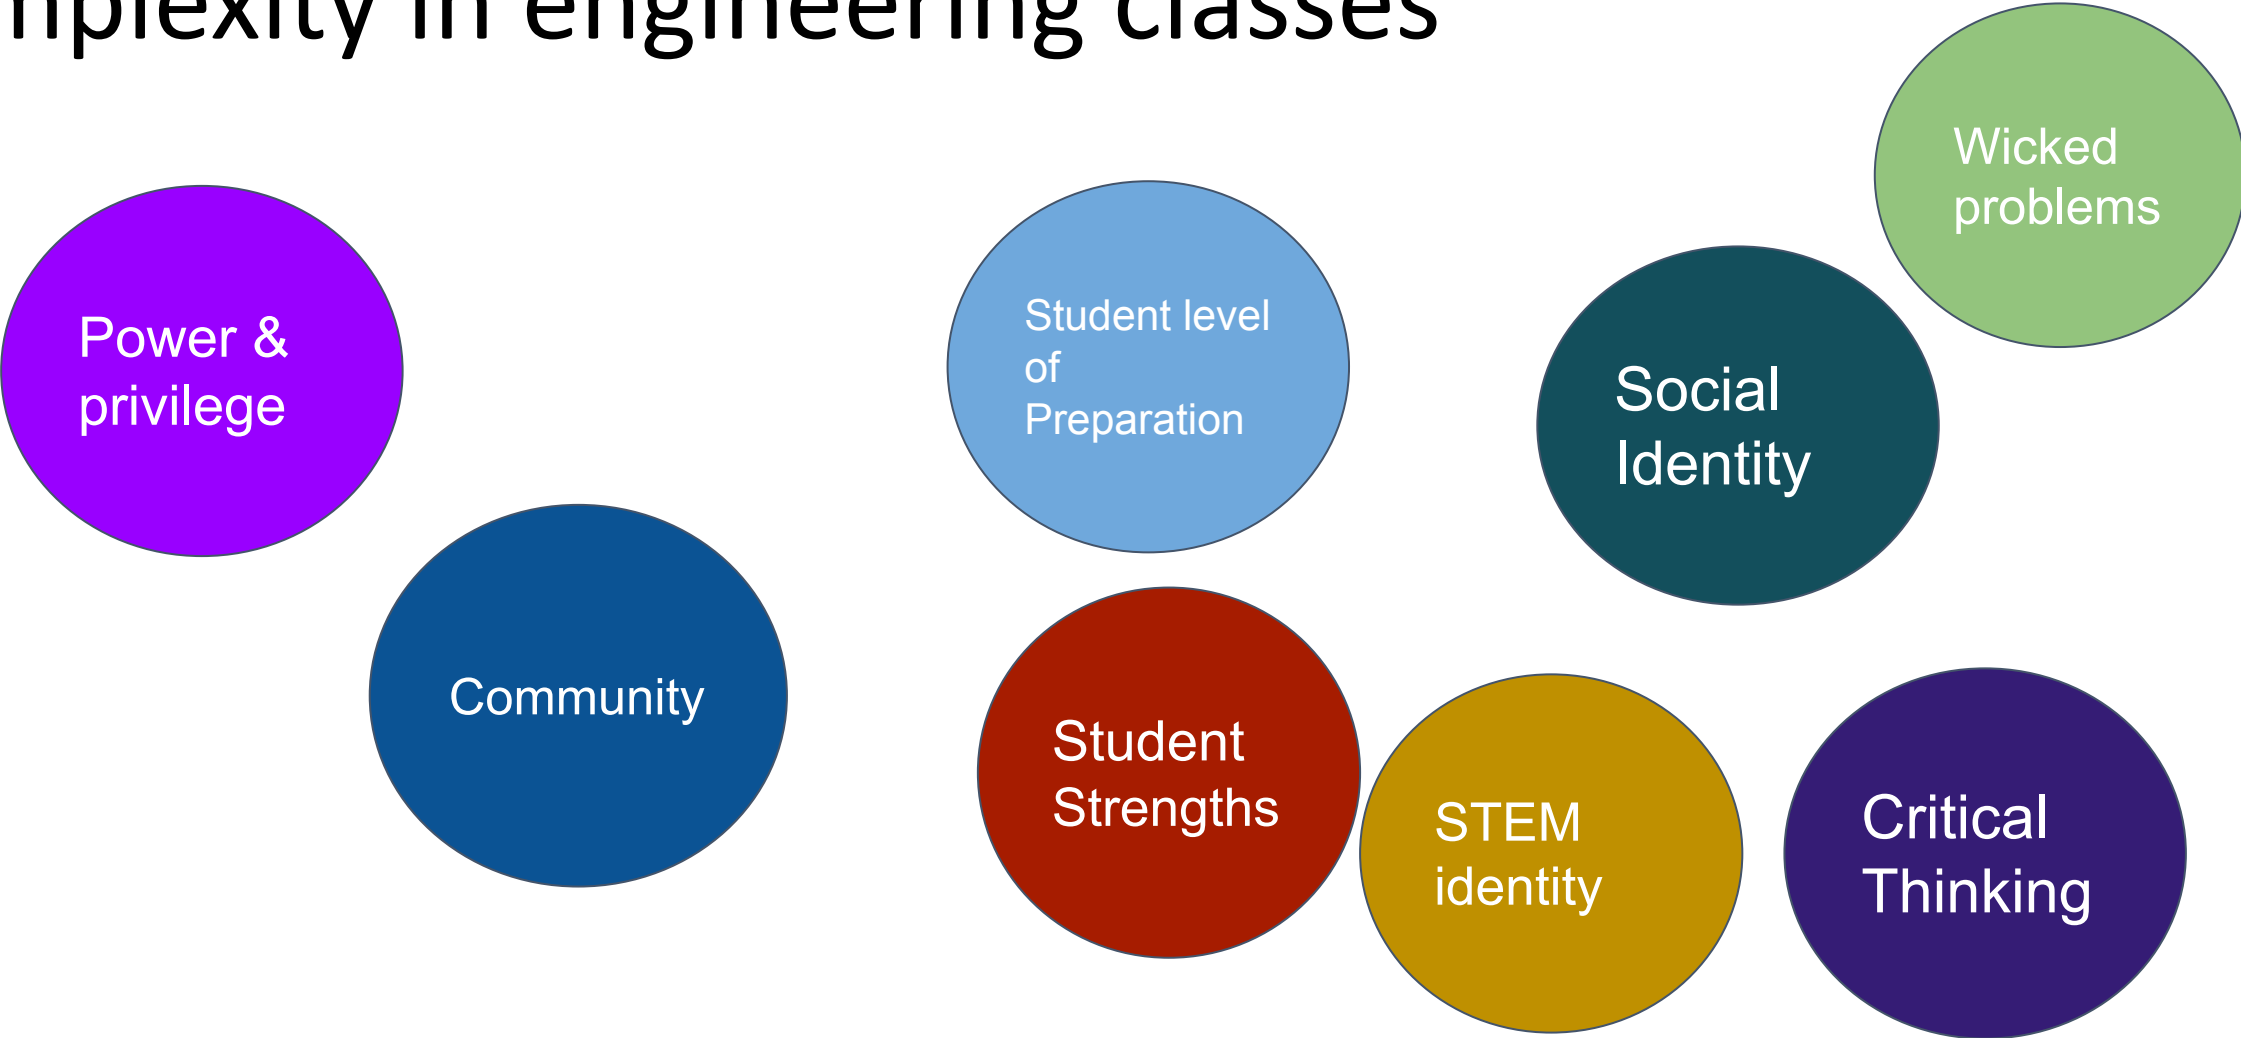 mplexity in engineering classes
Wicked
problems
Power &
privilege
Student level
of
Preparation
Social
Identity
Community
Student
Strengths
STEM
identity
Critical
Thinking